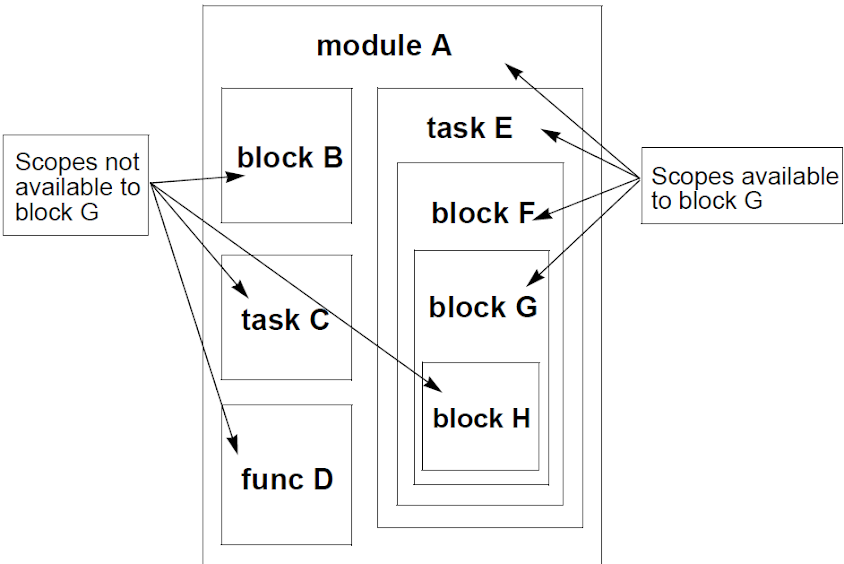 module A
task E
block B
Scopes not
available to
block G
Scopes available
to block G
block F
block G
task C
block H
func D